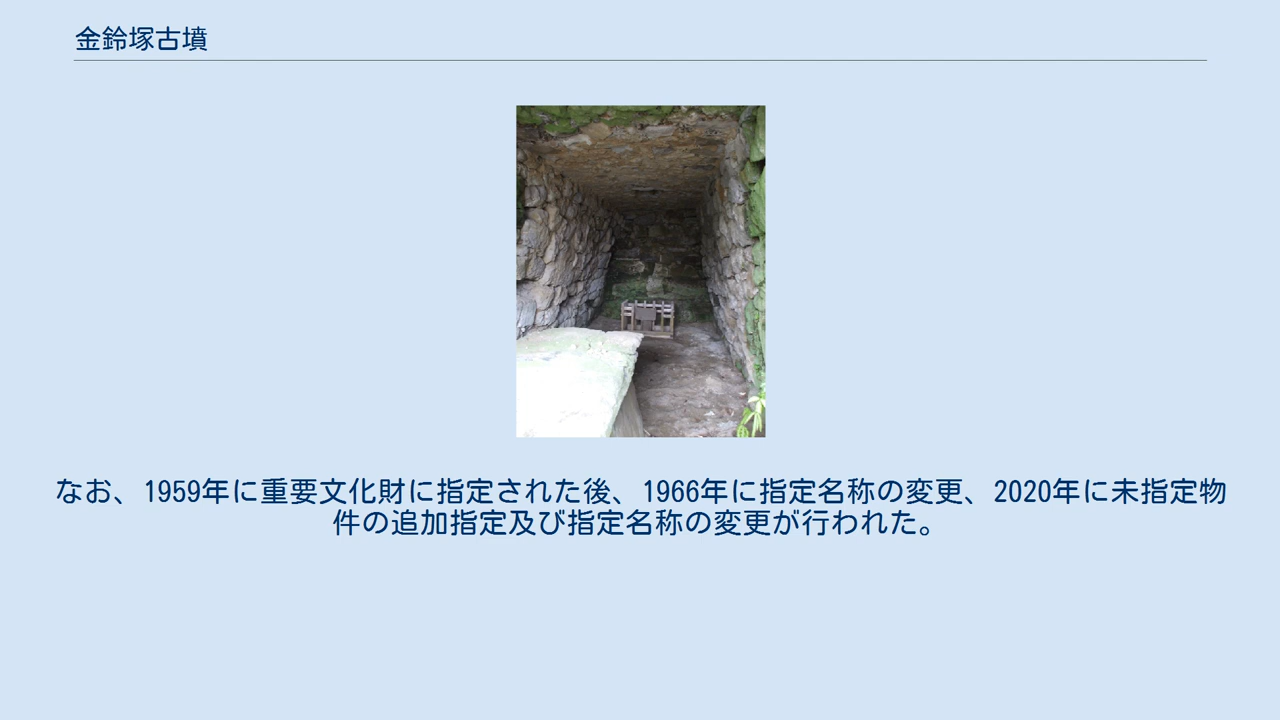 金鈴塚古墳
なお、1959年に重要文化財に指定された後、1966年に指定名称の変更、2020年に未指定物
件の追加指定及び指定名称の変更が行われた。